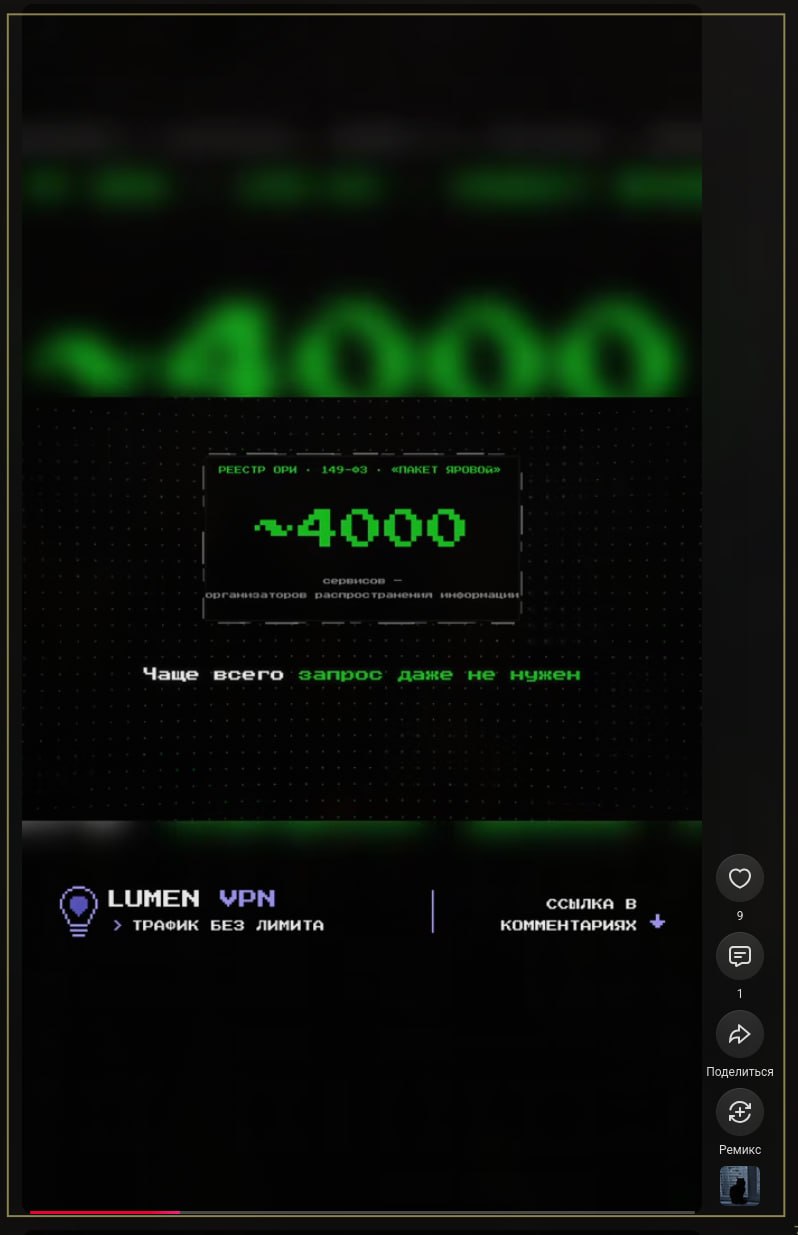 ~4000
РЕЕСТР ОРИ · 149-ФЗ · «ПАКЕТ ЯРОВОЙ»
~4000
сервисов —
организаторов распространения информации
Чаще всего запрос даже не нужен
LUMEN VPN
> ТРАФИК БЕЗ ЛИМИТА
ССЫЛКА В
КОММЕНТАРИЯХ
9
1
Поделиться
Ремикс